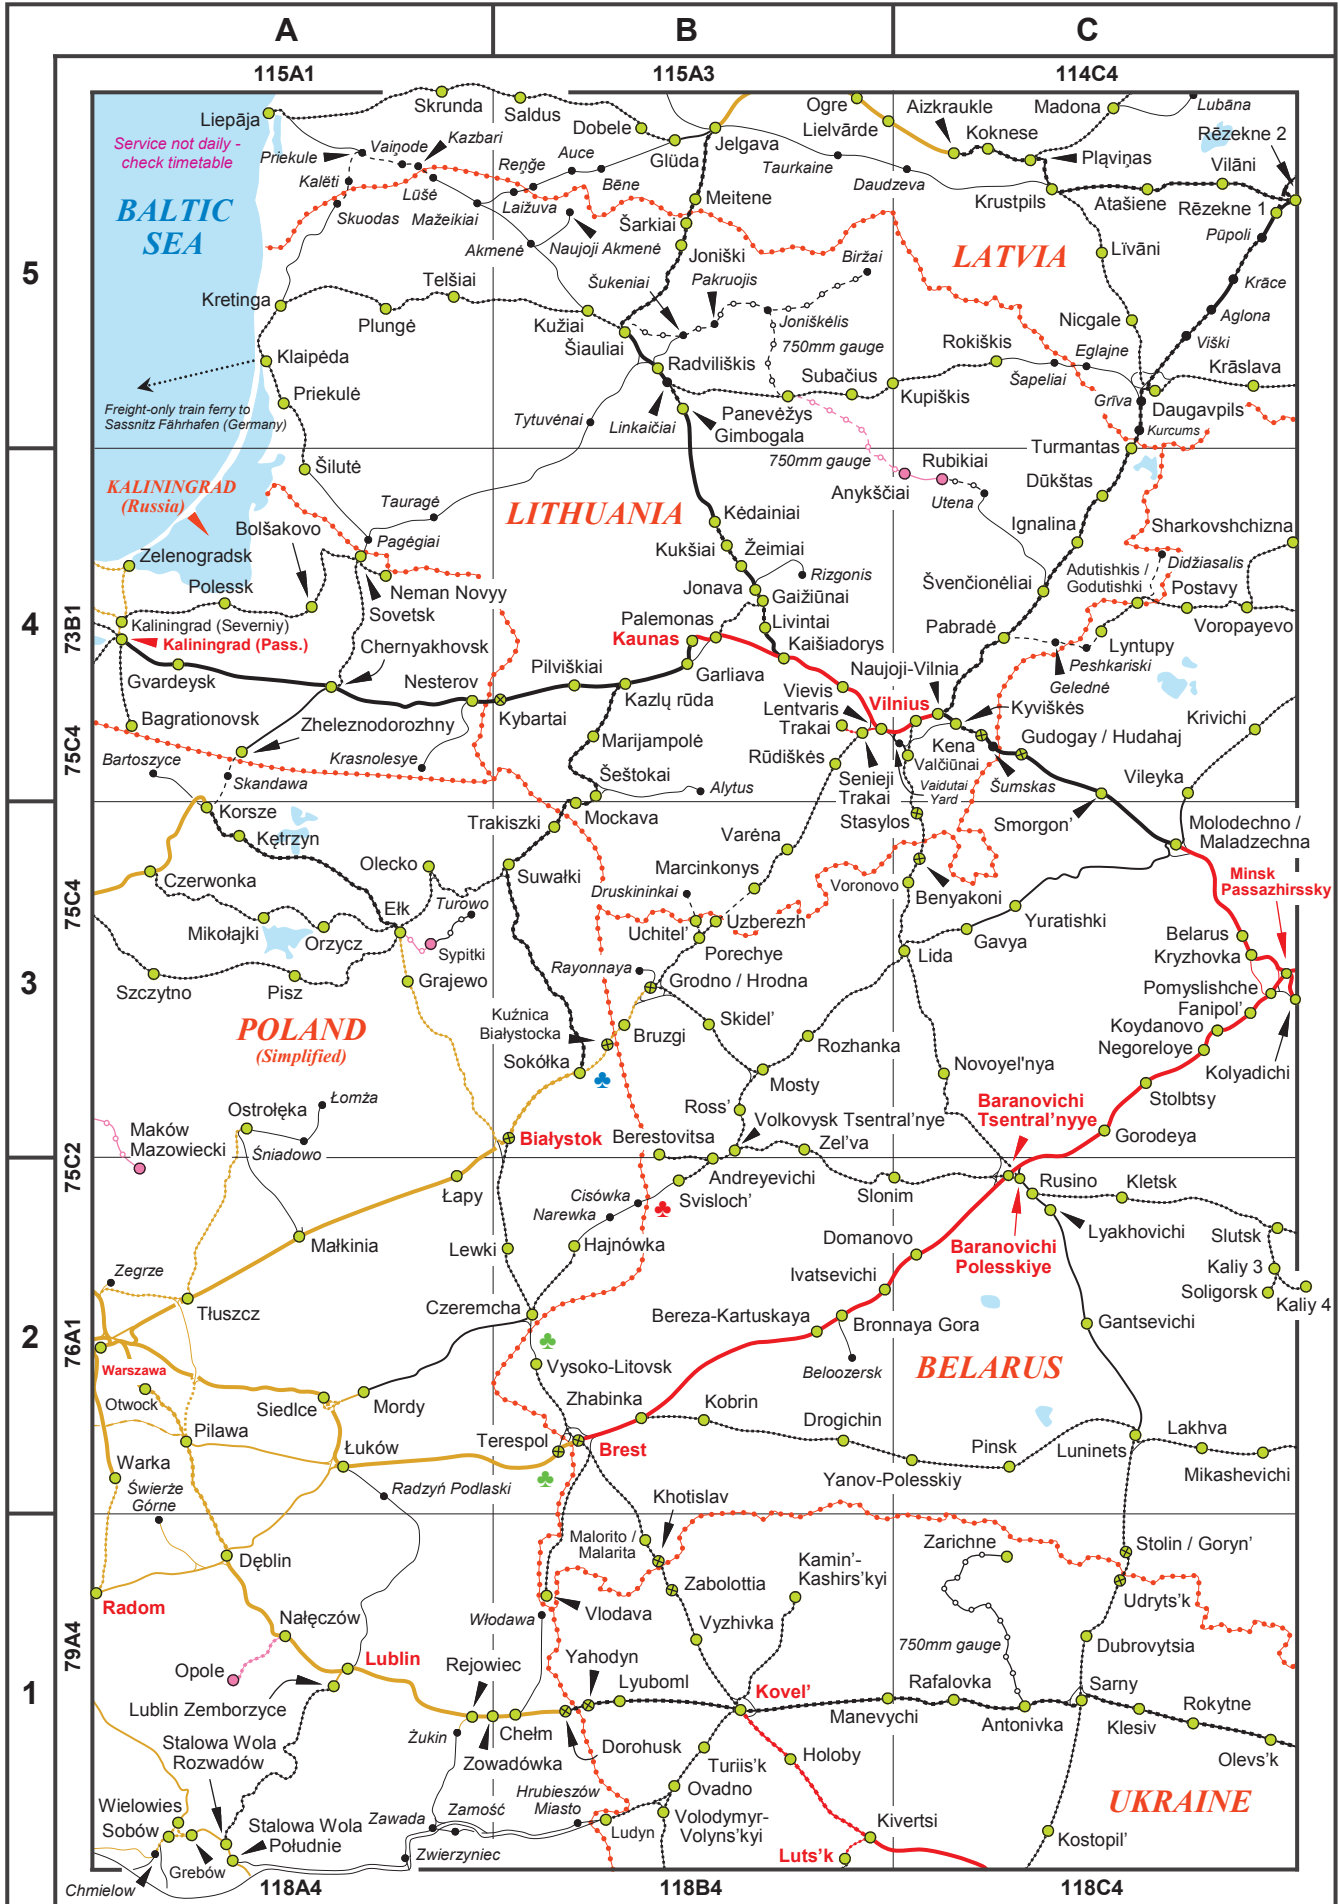 A
B
C
115A1
115A3
114C4
Liepāja
Skrunda
Saldus
Dobele
Glūda
Jelgava
Ogre
Lielvārde
Aizkraukle
Koknese
Madona
Lubāna
Pļaviņas
Rēzekne 2
Vilāni
Service not daily -
check timetable
Priekule
Vaiņode
Kazbari
Reņģe
Auce
Bēne
Taurkaine
Daudzeva
Krustpils
Atašiene
Rēzekne 1
Kalēti
Lūšė
Mažeikiai
Laižuva
Meitene
Skuodas
Akmenė
Naujoji Akmenė
Šarkiai
Joniški
Pūpoli
BALTIC
SEA
LATVIA
Līvāni
5
Telšiai
Šukeniai
Pakruojis
Biržai
Krāce
Kretinga
Plungė
Kužiai
Šiauliai
Joniškėlis
750mm gauge
Nicgale
Aglona
Rokiškis
Eglajne
Viški
Klaipėda
Radviliškis
Subačius
Šapeliai
Krāslava
Freight-only train ferry to
Sassnitz Fährhafen (Germany)
Priekulė
Tytuvėnai
Linkaičiai
Panevėžys
Gimbogala
Kupiškis
Grīva
Daugavpils
Kurcums
Turmantas
Šilutė
750mm gauge
Rubikiai
Anykščiai
Utena
Dūkštas
KALININGRAD
(Russia)
Tauragė
LITHUANIA
Bolšakovo
Pagėgiai
Kėdainiai
Ignalina
Sharkovshchizna
Zelenogradsk
Kukšiai
Žeimiai
Rizgonis
Adutishkis /
Godutishki
Didžiasalis
Polessk
Neman Novyy
Sovetsk
Jonava
Gaižiūnai
Švenčionėliai
Postavy
4
73B1
Kaliningrad (Severniy)
Kaliningrad (Pass.)
Palemonas
Kaunas
Livintai
Kaišiadorys
Pabradė
Voropayevo
Chernyakhovsk
Lyntupy
Peshkariski
Gelednė
Gvardeysk
Nesterov
Pilviškiai
Garliava
Naujoji-Vilnia
Kazlų rūda
Vievis
Lentvaris
Trakai
Vilnius
Kyviškės
Bagrationovsk
Kybartai
Zheleznodorozhny
Krivichi
Marijampolė
Kena
Valčiūnai
Gudogay / Hudahaj
75C4
Bartoszyce
Krasnolesye
Rūdiškės
Senieji
Trakai
Vaidutai
Yard
Šumskas
Vileyka
Skandawa
Šeštokai
Alytus
Korsze
Mockava
Stasylos
Smorgon'
Molodechno /
Maladzechna
Trakiszki
Kętrzyn
Varėna
Olecko
Marcinkonys
75C4
Czerwonka
Suwałki
Druskininkai
Voronovo
Benyakoni
Minsk
Passazhirssky
Ełk
Turowo
Yuratishki
Mikołajki
Orzycz
Sypitki
Uchitel'
Uzberezh
Porechye
Gavya
Belarus
Kryzhovka
Lida
3
Szczytno
Pisz
Grajewo
Rayonnaya
Grodno / Hrodna
Pomyslishche
Fanipol'
POLAND
(Simplified)
Kuźnica
Białystocka
Bruzgi
Skidel'
Koydanovo
Negoreloye
Kolyadichi
Sokółka
Rozhanka
Novoyel'nya
Mosty
Stolbtsy
Łomża
Ostrołęka
Ross'
Baranovichi
Tsentral'nyye
Maków
Mazowiecki
Śniadowo
Białystok
Berestovitsa
Volkovysk Tsentral'nye
Gorodeya
Zel'va
75C2
Łapy
Andreyevichi
Svisloch'
Slonim
Rusino
Kletsk
Cisówka
Narewka
Lyakhovichi
Małkinia
Lewki
Hajnówka
Domanovo
Baranovichi
Polesskiye
Slutsk
Kaliy 3
Soligorsk
Kaliy 4
Zegrze
Ivatsevichi
Tłuszcz
Czeremcha
Bereza-Kartuskaya
Bronnaya Gora
Gantsevichi
2
76A1
Vysoko-Litovsk
Beloozersk
BELARUS
Warszawa
Otwock
Siedlce
Mordy
Zhabinka
Kobrin
Drogichin
Pilawa
Terespol
Brest
Lakhva
Łuków
Pinsk
Luninets
Warka
Yanov-Polesskiy
Mikashevichi
Świerże
Górne
Radzyń Podlaski
Khotislav
Malorito /
Malarita
Zarichne
Stolin / Goryn'
Dęblin
Kamin'-
Kashirs'kyi
Zabolottia
Radom
Udryts'k
Nałęczów
Włodawa
Vlodava
Vyzhivka
79A4
750mm gauge
Dubrovytsia
Lublin
Rejowiec
Yahodyn
Opole
Lyuboml
Kovel'
Rafalovka
Sarny
Lublin Zemborzyce
Rokytne
1
Żukin
Chełm
Manevychi
Antonivka
Klesiv
Stalowa Wola
Rozwadów
Zowadówka
Dorohusk
Turiis'k
Holoby
Olevs'k
Hrubieszów
Miasto
Ovadno
Wielowies
Zamość
Zawada
UKRAINE
Sobów
Stalowa Wola
Południe
Ludyn
Volodymyr-
Volyns'kyi
Kivertsi
Kostopil'
Grebów
Zwierzyniec
Luts'k
Chmielow
118A4
118B4
118C4